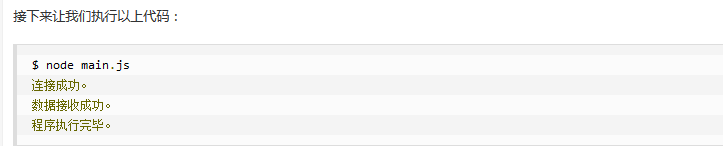 接下来让我们执行以上代码：
$ node main.js
连接成功。
数据接收成功。
程序执行完毕。